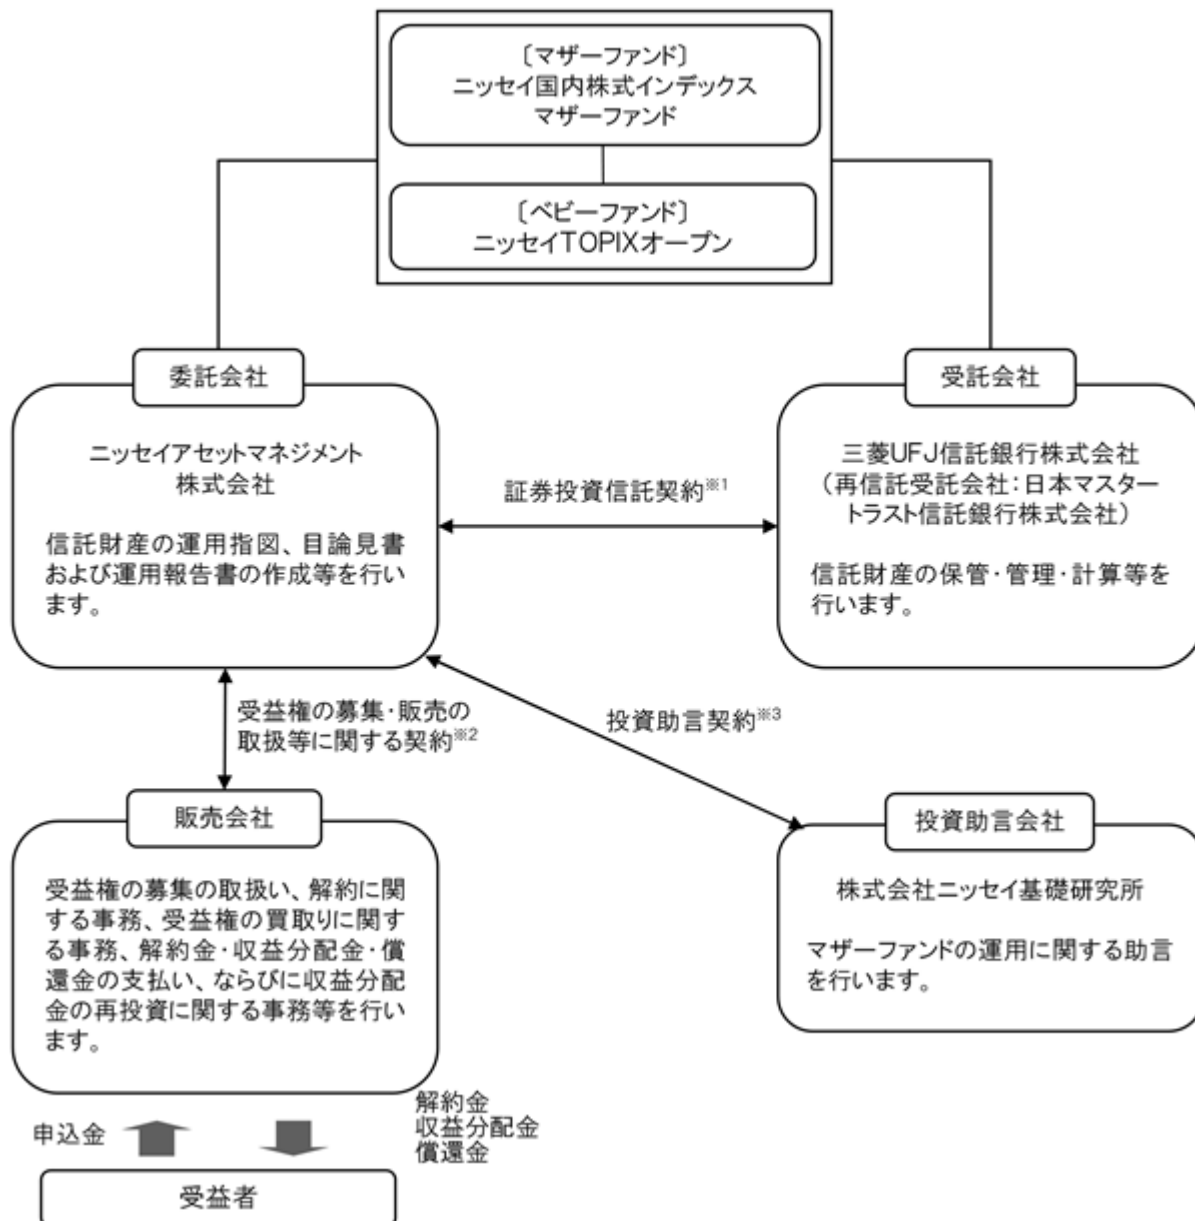 〔マザーファンド〕
ニッセイ国内株式インデックス
マザーファンド
〔ベビーファンド〕
ニッセイTOPIXオープン
委託会社
ニッセイアセットマネジメント
株式会社
信託財産の運用指図、目論見書
および運用報告書の作成等を行い
ます。
証券投資信託契約※1
受託会社
三菱UFJ信託銀行株式会社
(再信託受託会社:日本マスター
トラスト信託銀行株式会社)
信託財産の保管・管理・計算等を
行います。
受益権の募集・販売の
取扱等に関する契約※2
投資助言契約※3
販売会社
受益権の募集の取扱い、解約に関
する事務、受益権の買取りに関す
る事務、解約金・収益分配金・償
還金の支払い、ならびに収益分配
金の再投資に関する事務等を行い
ます。
投資助言会社
株式会社ニッセイ基礎研究所
マザーファンドの運用に関する助言
を行います。
申込金
解約金
収益分配金
償還金
受益者